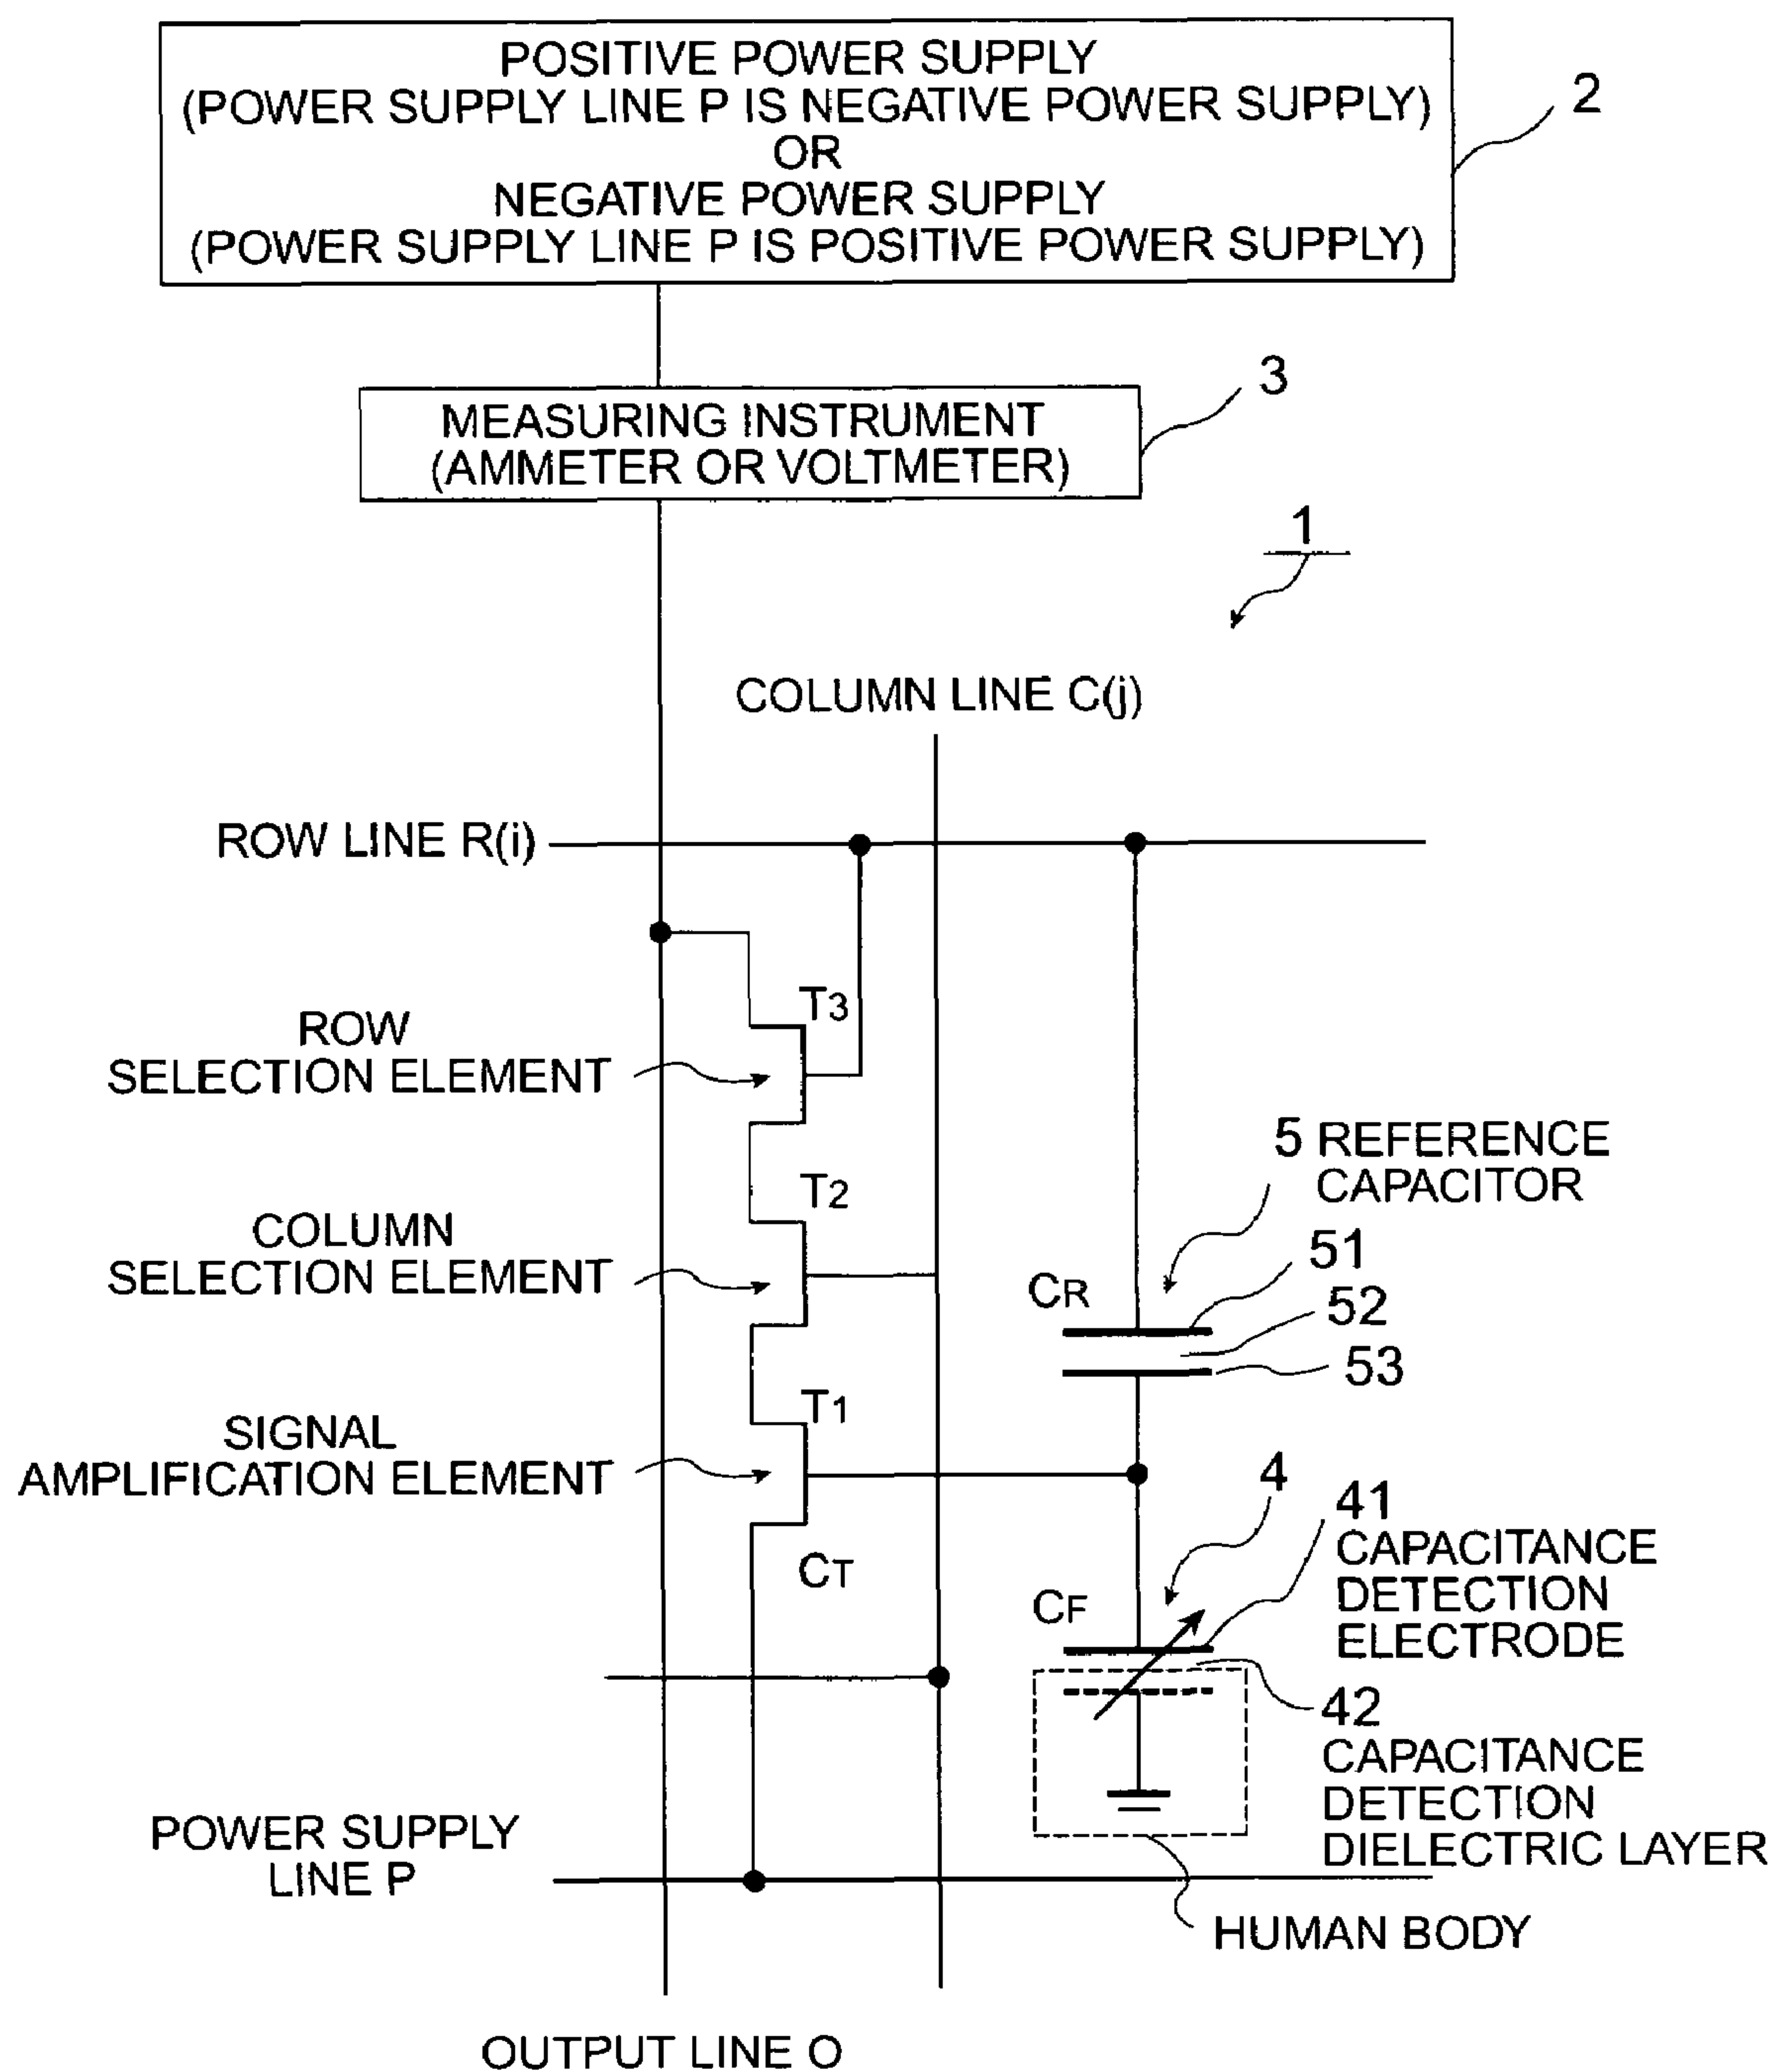 POSITIVE POWER SUPPLY
(POWER SUPPLY LINE P IS NEGATIVE POWER SUPPLY)
OR
NEGATIVE POWER SUPPLY
(POWER SUPPLY LINE P IS POSITIVE POWER SUPPLY)
2
MEASURING INSTRUMENT
(AMMETER OR VOLTMETER)
3
1
COLUMN LINE C(j)
ROW LINE R(i)
T3
ROW
SELECTION ELEMENT
T2
COLUMN
SELECTION ELEMENT
5 REFERENCE
CAPACITOR
51
CR
52
53
T1
SIGNAL
AMPLIFICATION ELEMENT
4
41
CAPACITANCE
DETECTION
ELECTRODE
CT
CF
42
CAPACITANCE
DETECTION
DIELECTRIC LAYER
POWER SUPPLY
LINE P
HUMAN BODY
OUTPUT LINE O